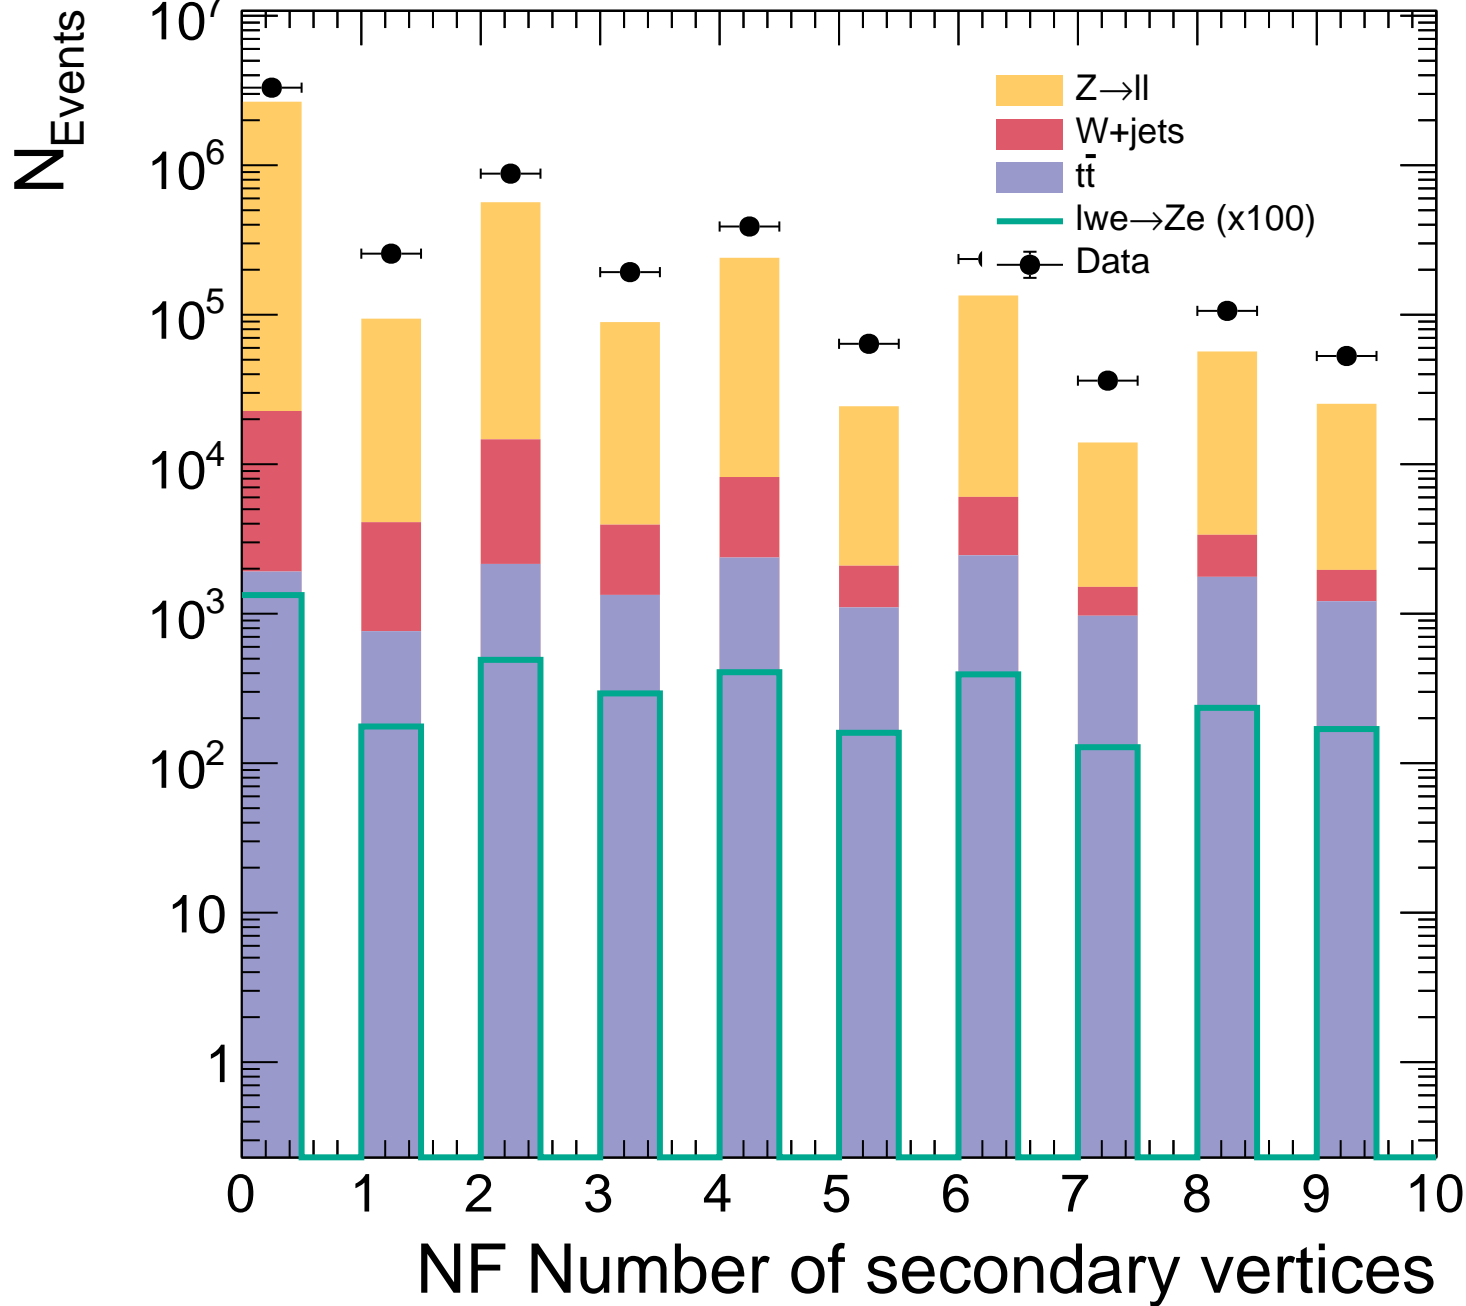 N_Events
10^7
10^6
10^5
10^4
10^3
10^2
10
1
Z→ll
W+jets
tt̄
lwe→Ze (x100)
Data
0 1 2 3 4 5 6 7 8 9 10
NF Number of secondary vertices